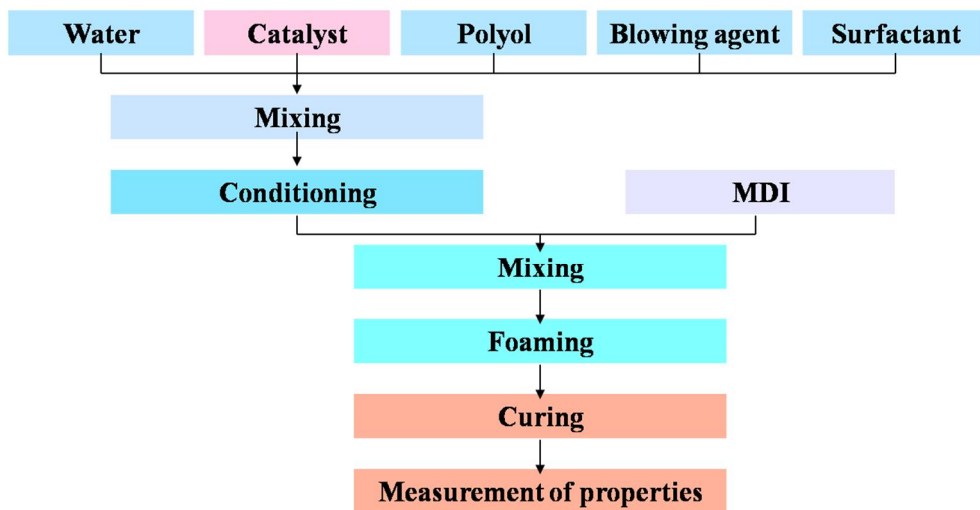 Water
Catalyst
Polyol
Blowing agent
Surfactant
Mixing
Conditioning
MDI
Mixing
Foaming
Curing
Measurement of properties